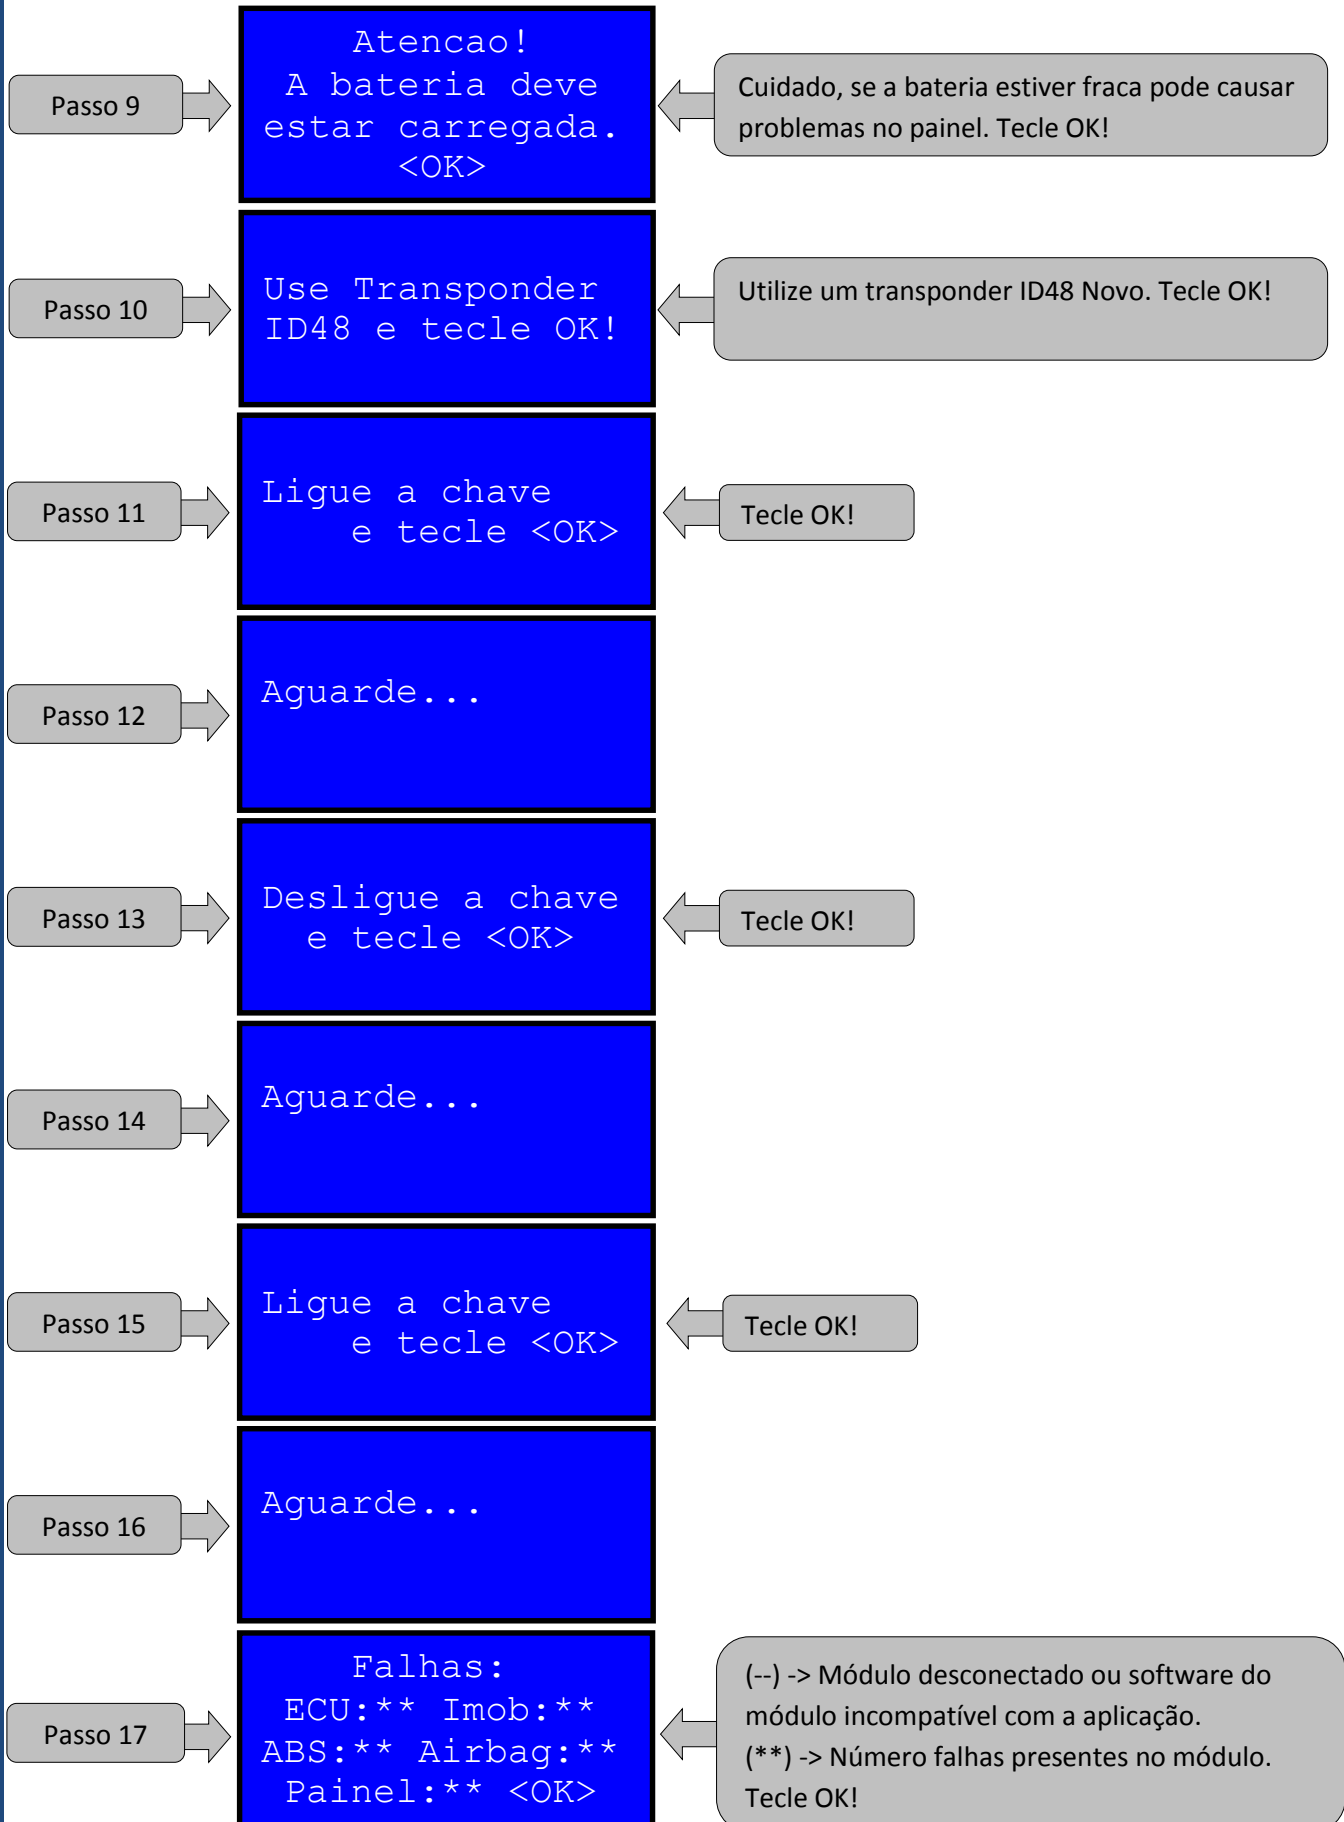 Passo 9
Atencao!
A bateria deve
estar carregada.
<OK>
Cuidado, se a bateria estiver fraca pode causar
problemas no painel. Tecle OK!
Passo 10
Use Transponder
ID48 e tecle OK!
Utilize um transponder ID48 Novo. Tecle OK!
Passo 11
Ligue a chave
e tecle <OK>
Tecle OK!
Passo 12
Aguarde...
Passo 13
Desligue a chave
e tecle <OK>
Tecle OK!
Passo 14
Aguarde...
Passo 15
Ligue a chave
e tecle <OK>
Tecle OK!
Passo 16
Aguarde...
Passo 17
Falhas:
ECU:** Imob:**
ABS:** Airbag:**
Painel:** <OK>
(--) -> Módulo desconectado ou software do
módulo incompatível com a aplicação.
(**) -> Número falhas presentes no módulo.
Tecle OK!